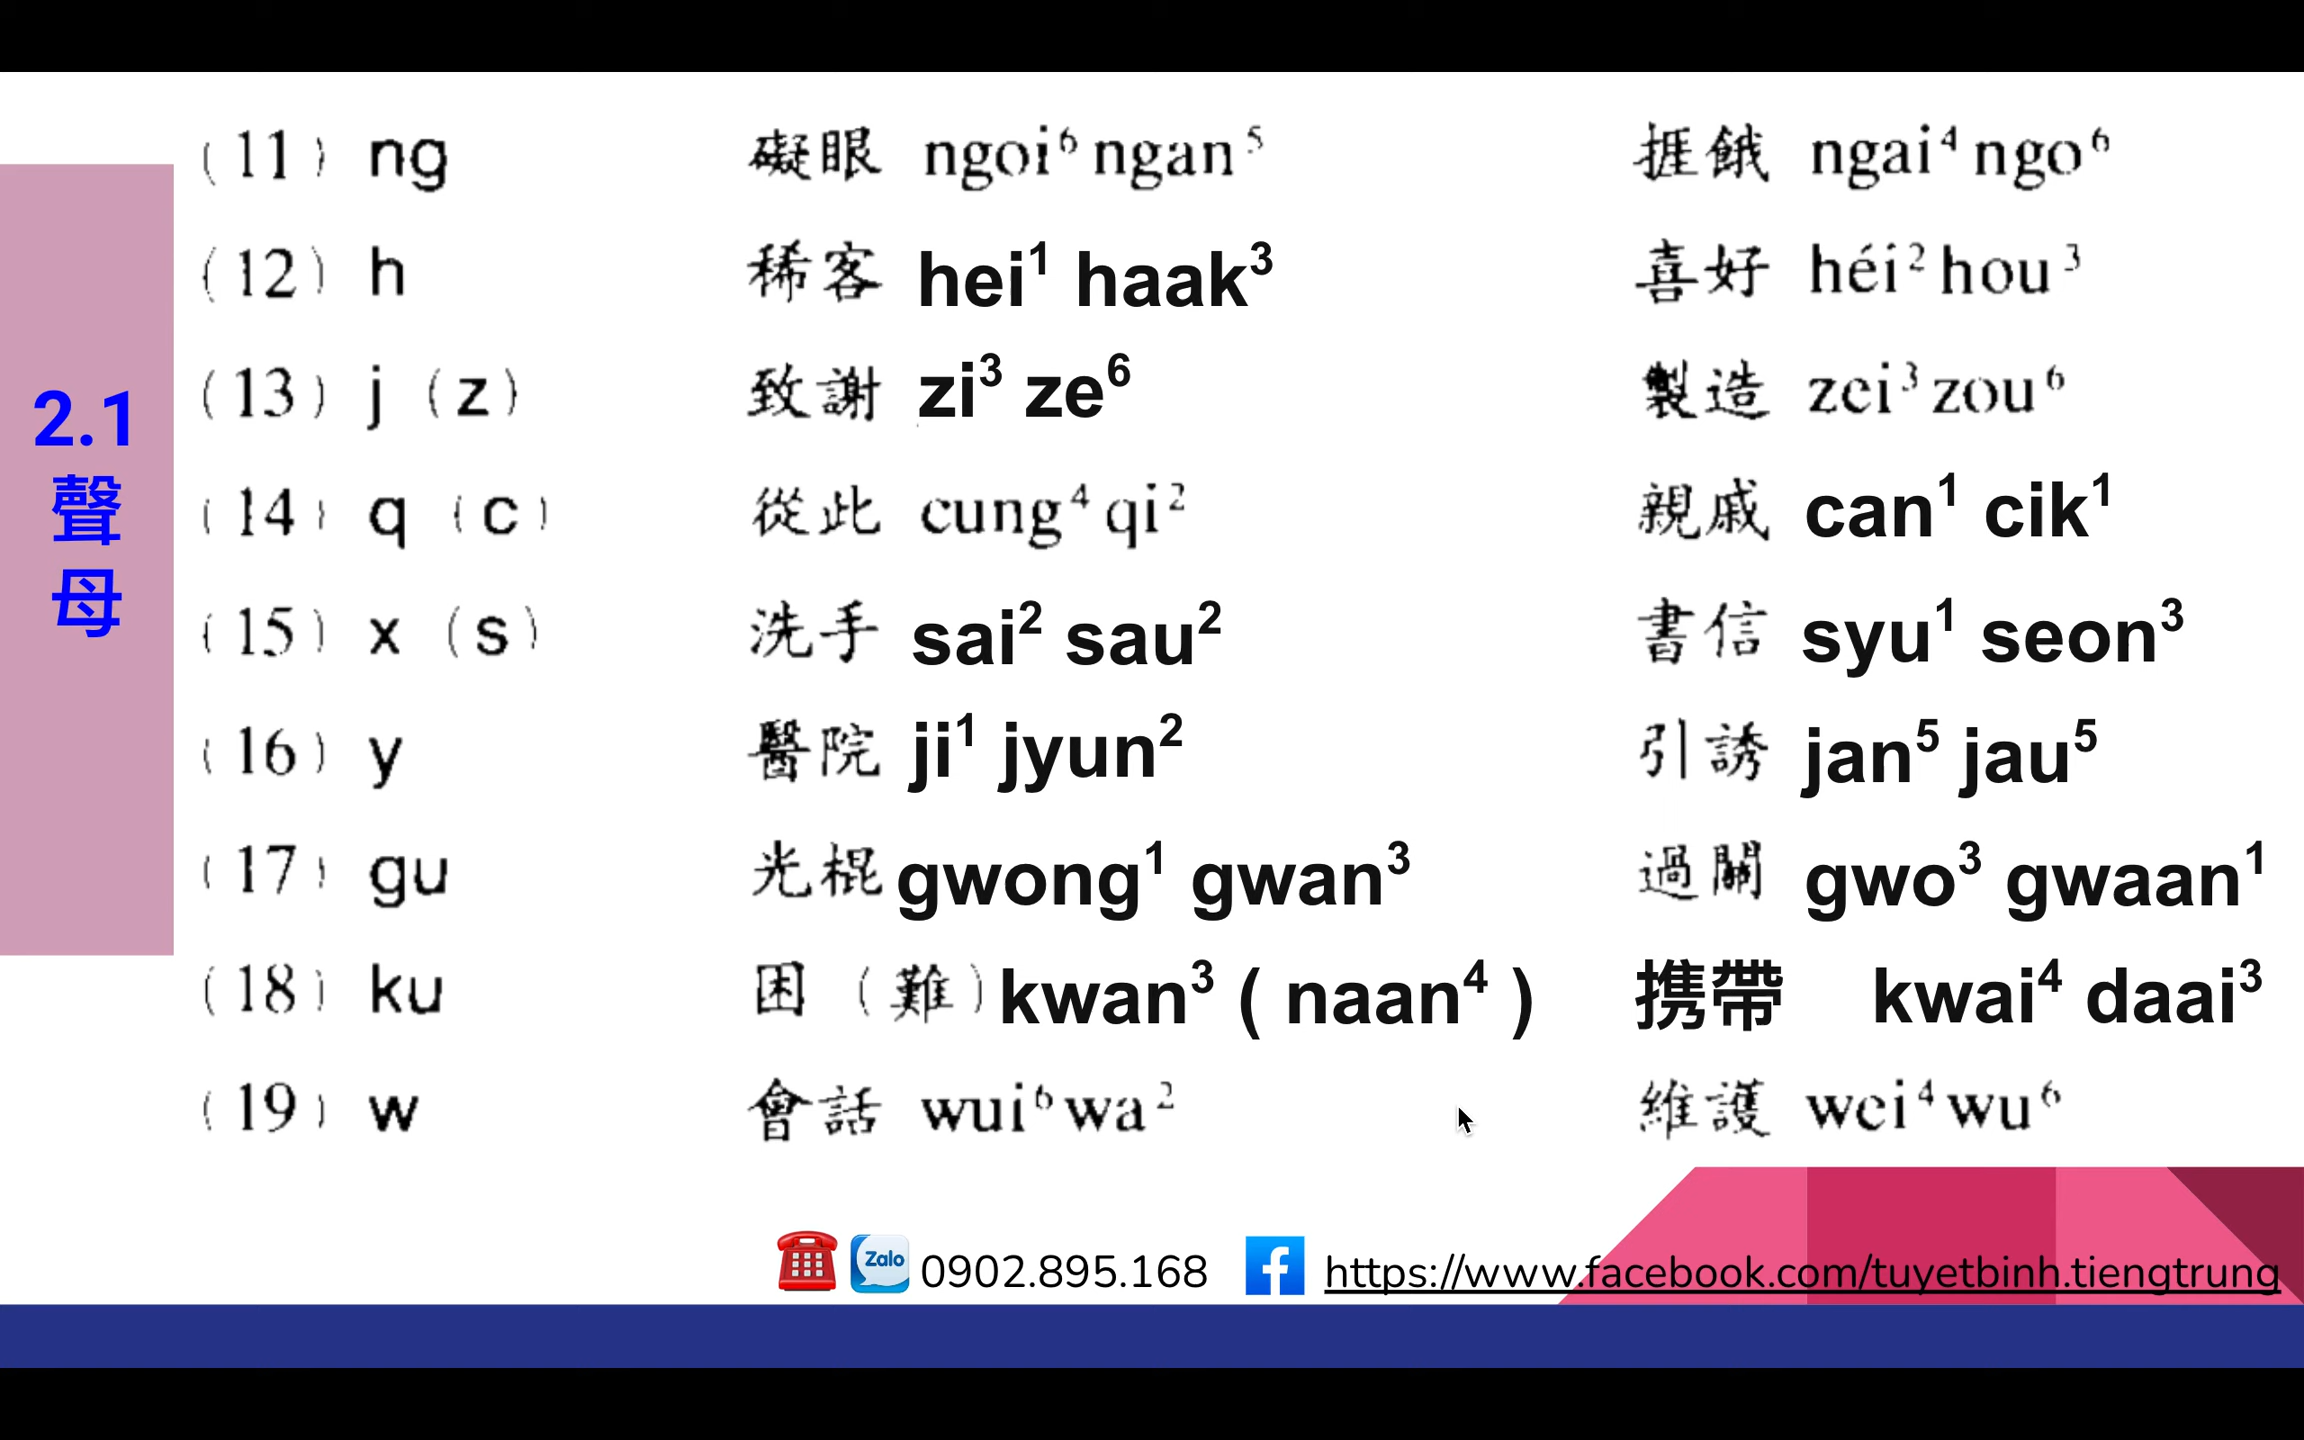 2.1
聲
母
(11) ng 礙眼 ngoi⁶ ngan⁵ 捱餓 ngai⁴ ngo⁶
(12) h 稀客 hei¹ haak³ 喜好 héi² hou³
(13) j (z) 致謝 zi³ ze⁶ 製造 zei³ zou⁶
(14) q (c) 從此 cung⁴ qi² 親戚 can¹ cik¹
(15) x (s) 洗手 sai² sau² 書信 syu¹ seon³
(16) y 醫院 ji¹ jyun² 引誘 jan⁵ jau⁵
(17) gu 光棍 gwong¹ gwan³ 過關 gwo³ gwaan¹
(18) ku 困 (難) kwan³ ( naan⁴ ) 携帶 kwai⁴ daai³
(19) w 會話 wui⁶ wa² 維護 wei⁴ wu⁶
Zalo 0902.895.168 f https://www.facebook.com/tuyetbinh.tiengtrung